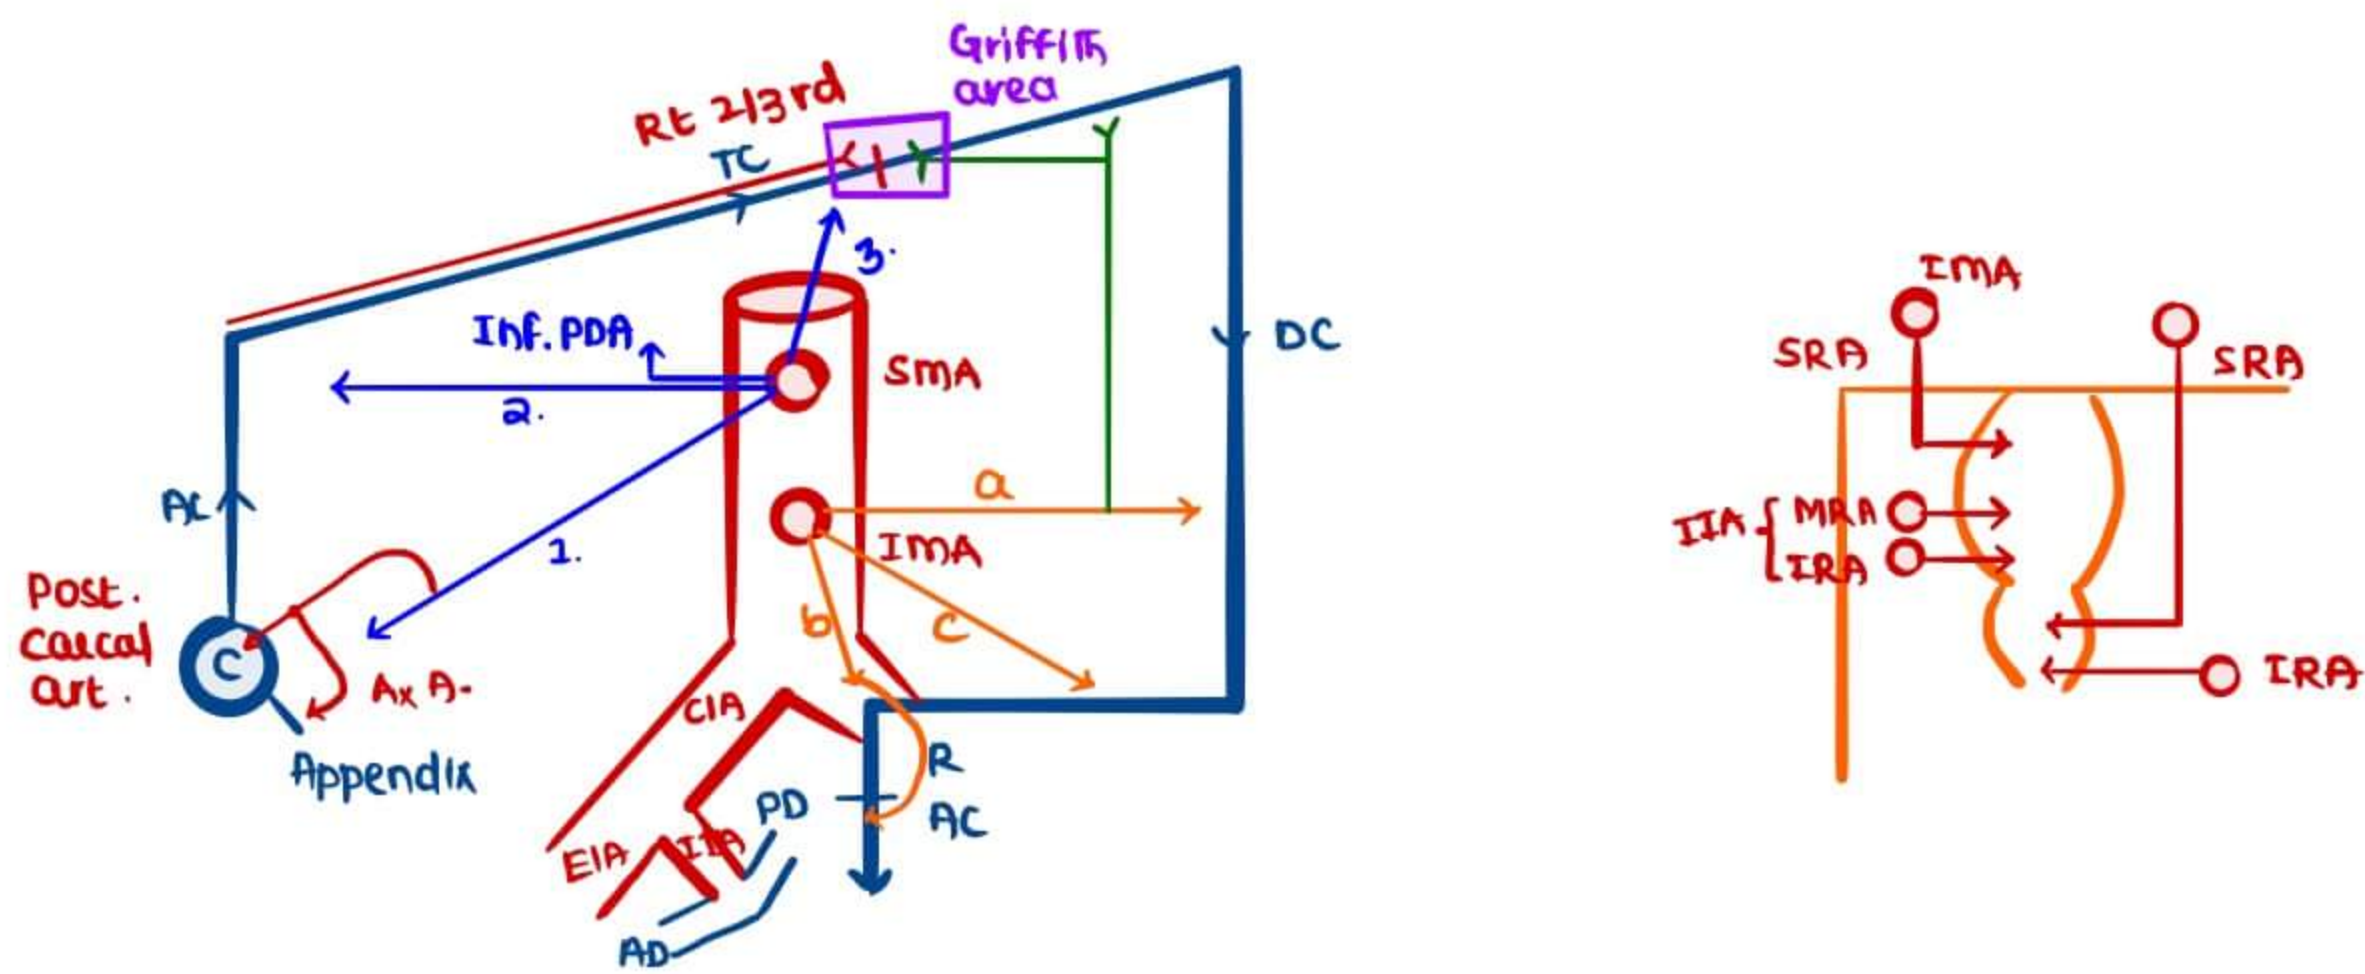 Griffith
area
Rt 2/3rd
TC
3.
Inf. PDA
SMA
2.
DC
a
AC
1.
IMA
Post.
Caecal
art.
C
Ax A.
b
c
Appendix
CIA
R
AC
PD
EIA
IIA
AD
IMA
SRA
SRA
IIA { MRA
IRA
IRA